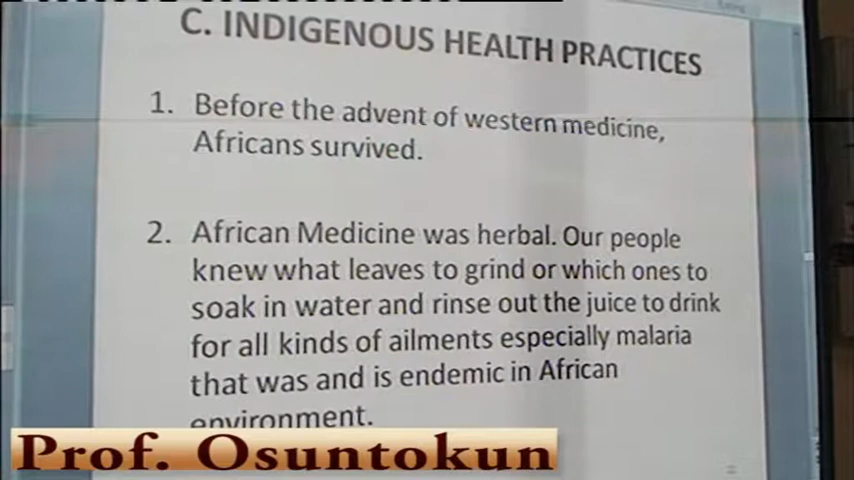 C. INDIGENOUS HEALTH PRACTICES
1. Before the advent of western medicine,
Africans survived.
2. African Medicine was herbal. Our people
knew what leaves to grind or which ones to
soak in water and rinse out the juice to drink
for all kinds of ailments especially malaria
that was and is endemic in African
environment.
Prof. Osuntokun